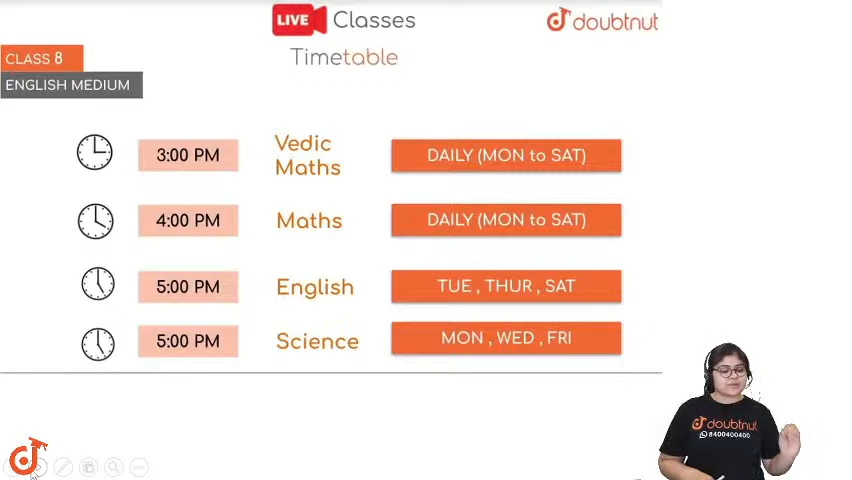 LIVE Classes
doubtnut
Timetable
CLASS 8
ENGLISH MEDIUM
3:00 PM
Vedic
Maths
DAILY (MON to SAT)
4:00 PM
Maths
DAILY (MON to SAT)
5:00 PM
English
TUE , THUR , SAT
5:00 PM
Science
MON , WED , FRI
doubtnut
8400400400